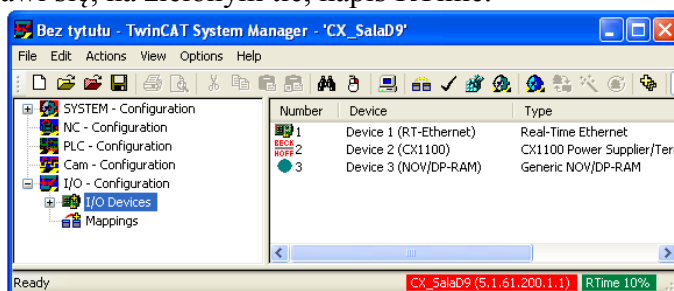 Bez tytułu - TwinCAT System Manager - 'CX_SalaD9'
File Edit Actions View Options Help
SYSTEM - Configuration
NC - Configuration
PLC - Configuration
Cam - Configuration
I/O - Configuration
I/O Devices
Mappings
Number Device Type
1 Device 1 (RT-Ethernet) Real-Time Ethernet
BECK HOFF 2 Device 2 (CX1100) CX1100 Power Supplier/Ter
3 Device 3 (NOV/DP-RAM) Generic NOV/DP-RAM
Ready CX_SalaD9 (5.1.61.200.1.1) RTime 10%